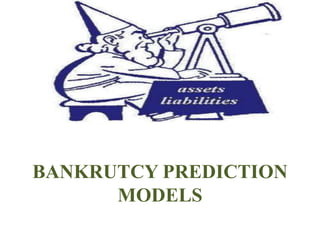 assets
liabilities
BANKRUTCY PREDICTION
MODELS